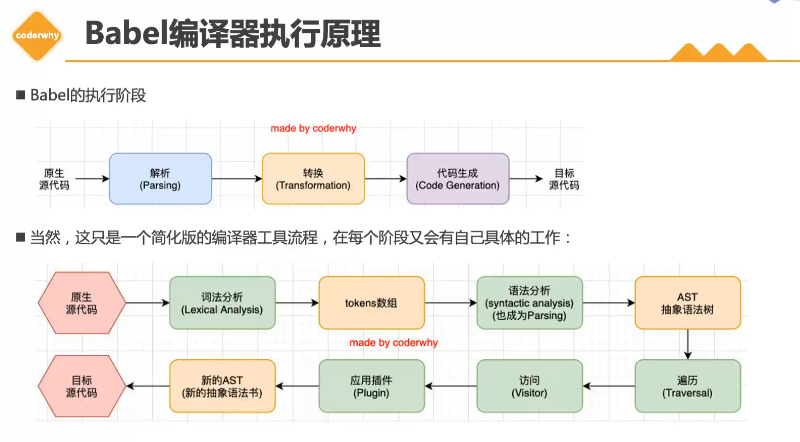 coderwhy
Babel编译器执行原理
■ Babel的执行阶段
made by coderwhy
原生
源代码
解析
(Parsing)
转换
(Transformation)
代码生成
(Code Generation)
目标
源代码
■ 当然，这只是一个简化版的编译器工具流程，在每个阶段又会有自己具体的工作：
原生
源代码
词法分析
(Lexical Analysis)
tokens数组
语法分析
(syntactic analysis)
(也成为Parsing)
AST
抽象语法树
made by coderwhy
目标
源代码
新的AST
(新的抽象语法书)
应用插件
(Plugin)
访问
(Visitor)
遍历
(Traversal)